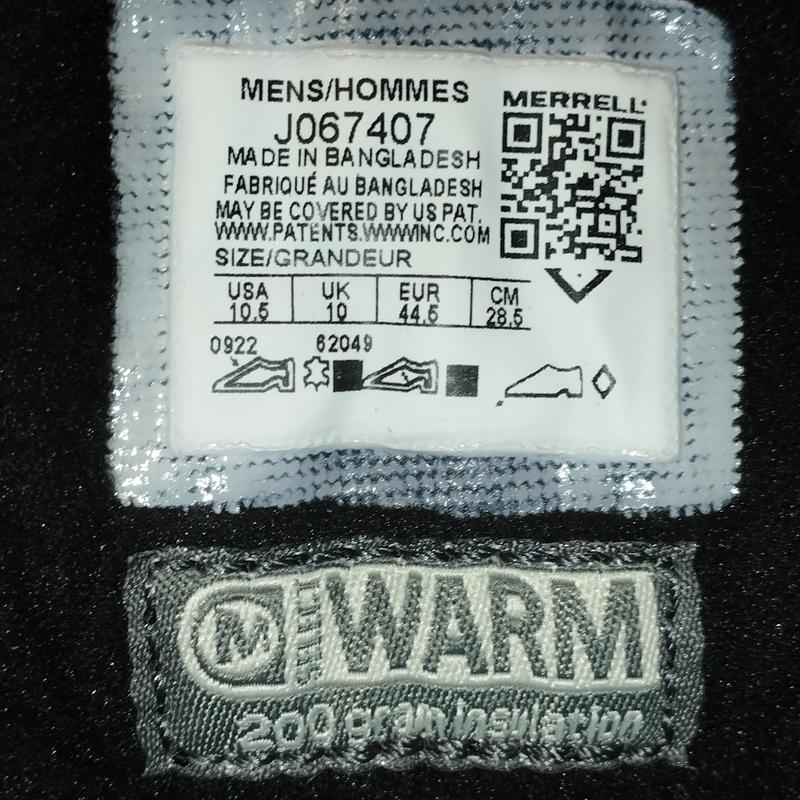 MENS/HOMMES
MERRELL
J067407
MADE IN BANGLADESH
FABRIQUÉ AU BANGLADESH
MAY BE COVERED BY US PAT.
WWW.PATENTS.WWWINC.COM
SIZE/GRANDEUR
USA UK EUR CM
10.5 10 44.5 28.5
0922 62049
M WARM
200 gram insulation